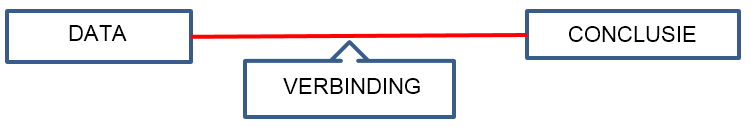 DATA
CONCLUSIE
VERBINDING